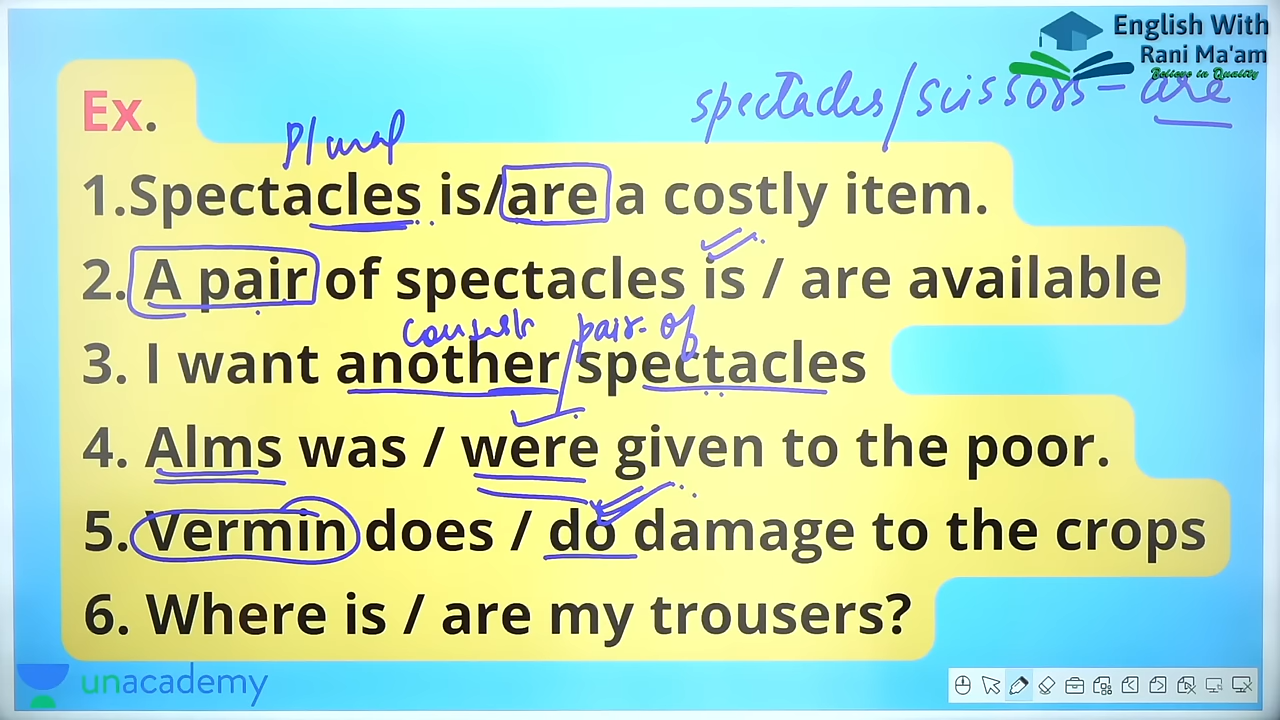 English With
Rani Ma'am
Believe in Quality
spectacles/scissors - are
Ex.
Plural
1.Spectacles is/are a costly item.
2. A pair of spectacles is / are available
pair of
3. I want another spectacles
4. Alms was / were given to the poor.
5. Vermin does / do damage to the crops
6. Where is / are my trousers?
unacademy